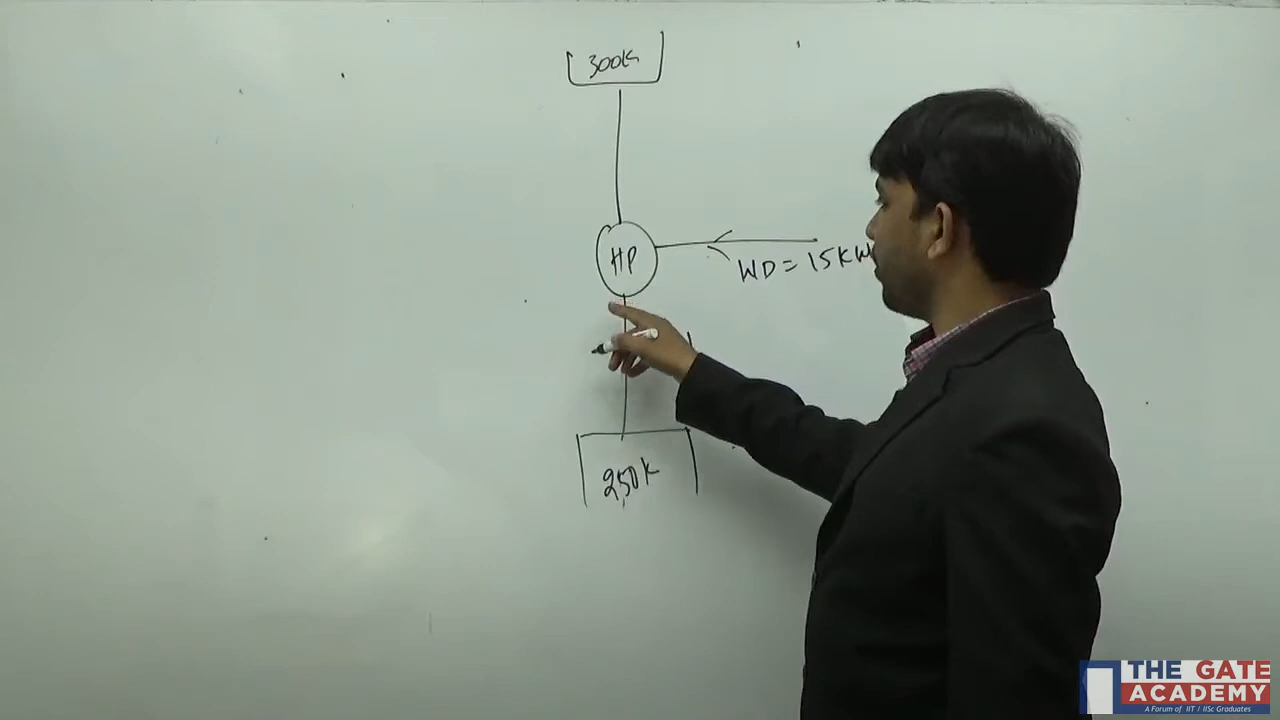 300K
HP
WD = 15KW
250K
THE GATE
ACADEMY
A Forum of IIT / IISc Graduates